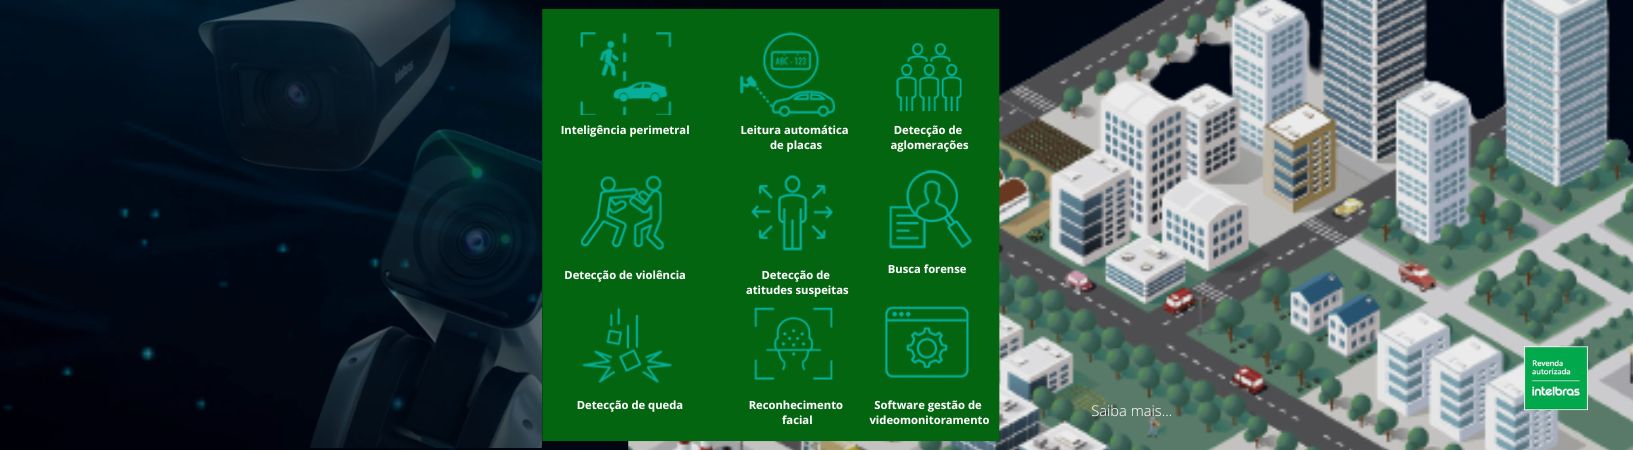 intelbras
ABC - 123
Inteligência perimetral
Leitura automática
de placas
Detecção de
aglomerações
Detecção de violência
Detecção de
atitudes suspeitas
Busca forense
Detecção de queda
Reconhecimento
facial
Software gestão de
videomonitoramento
Saiba mais...
Revenda
autorizada
intelbras